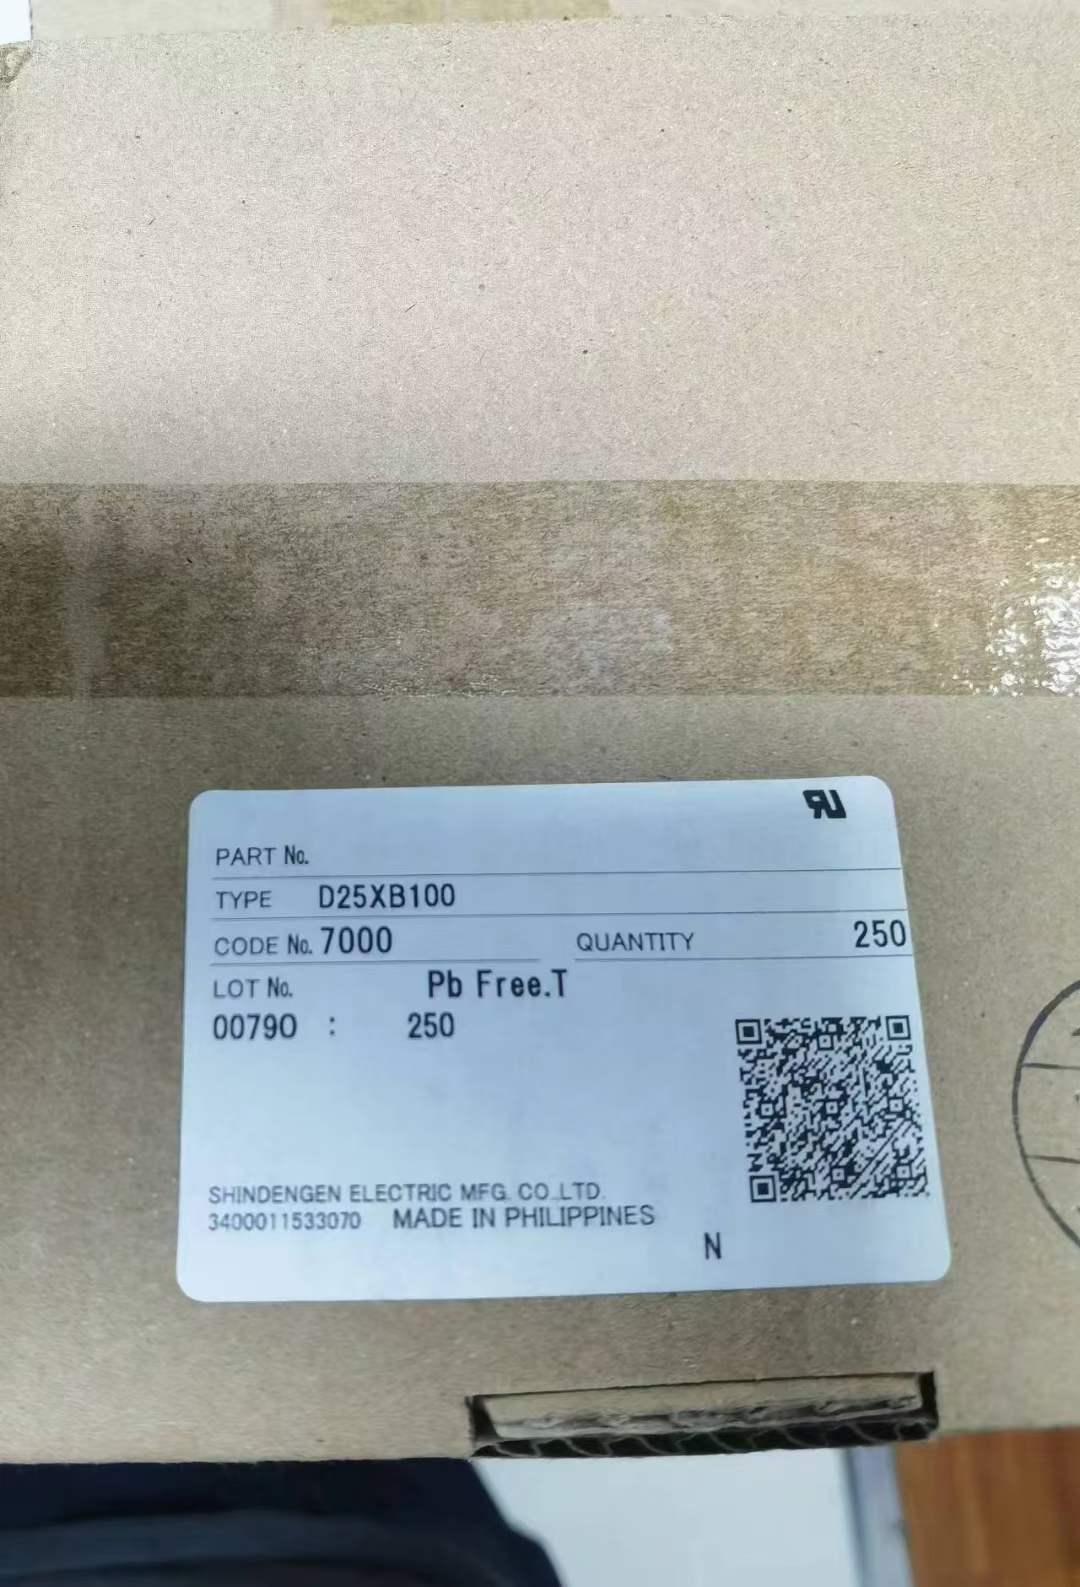 PART No.
TYPE D25XB100
CODE No. 7000 QUANTITY 250
LOT No. Pb Free.T
00790 : 250
SHINDENGEN ELECTRIC MFG. CO.,LTD.
3400011533070 MADE IN PHILIPPINES
N